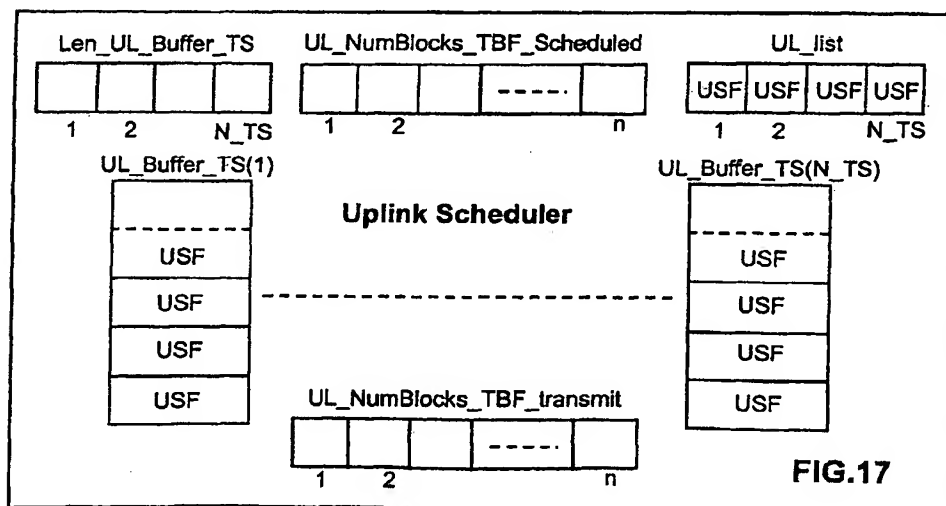 Len_UL_Buffer_TS UL_NumBlocks_TBF_Scheduled UL_list
USF USF USF USF
1 2 N_TS 1 2 n 1 2 N_TS
UL_Buffer_TS(1) UL_Buffer_TS(N_TS)
Uplink Scheduler
USF USF
USF USF
USF USF
USF USF
UL_NumBlocks_TBF_transmit
1 2 n
FIG.17